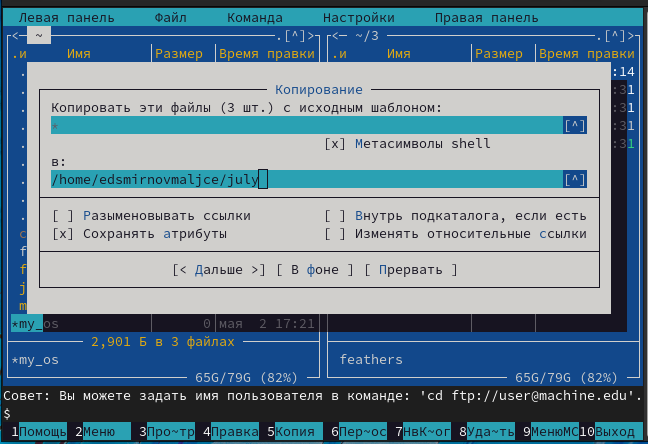 Левая панель Файл Команда Настройки Правая панель
<─ ~ .[^]> <─ ~/3 .[^]>
.и Имя Размер Время правки .и Имя Размер Время правки
:14
Копирование
:31
Копировать эти файлы (3 шт.) с исходным шаблоном:
:31
* [^]
:31
[x] Метасимволы shell
:31
в:
/home/edsmirnovmaljce/july [^]
[ ] Разыменовывать ссылки [ ] Внутрь подкаталога, если есть
[x] Сохранять атрибуты [ ] Изменять относительные ссылки
[< Дальше >] [ В фоне ] [ Прервать ]
*my_os 0 мая 2 17:21
2,901 Б в 3 файлах
*my_os feathers
65G/79G (82%) 65G/79G (82%)
Совет: Вы можете задать имя пользователя в команде: 'cd ftp://user@machine.edu'.
$
1Помощь 2Меню 3Про~тр 4Правка 5Копия 6Пер~ос 7НвК~ог 8Уда~ть 9МенюМС 10Выход